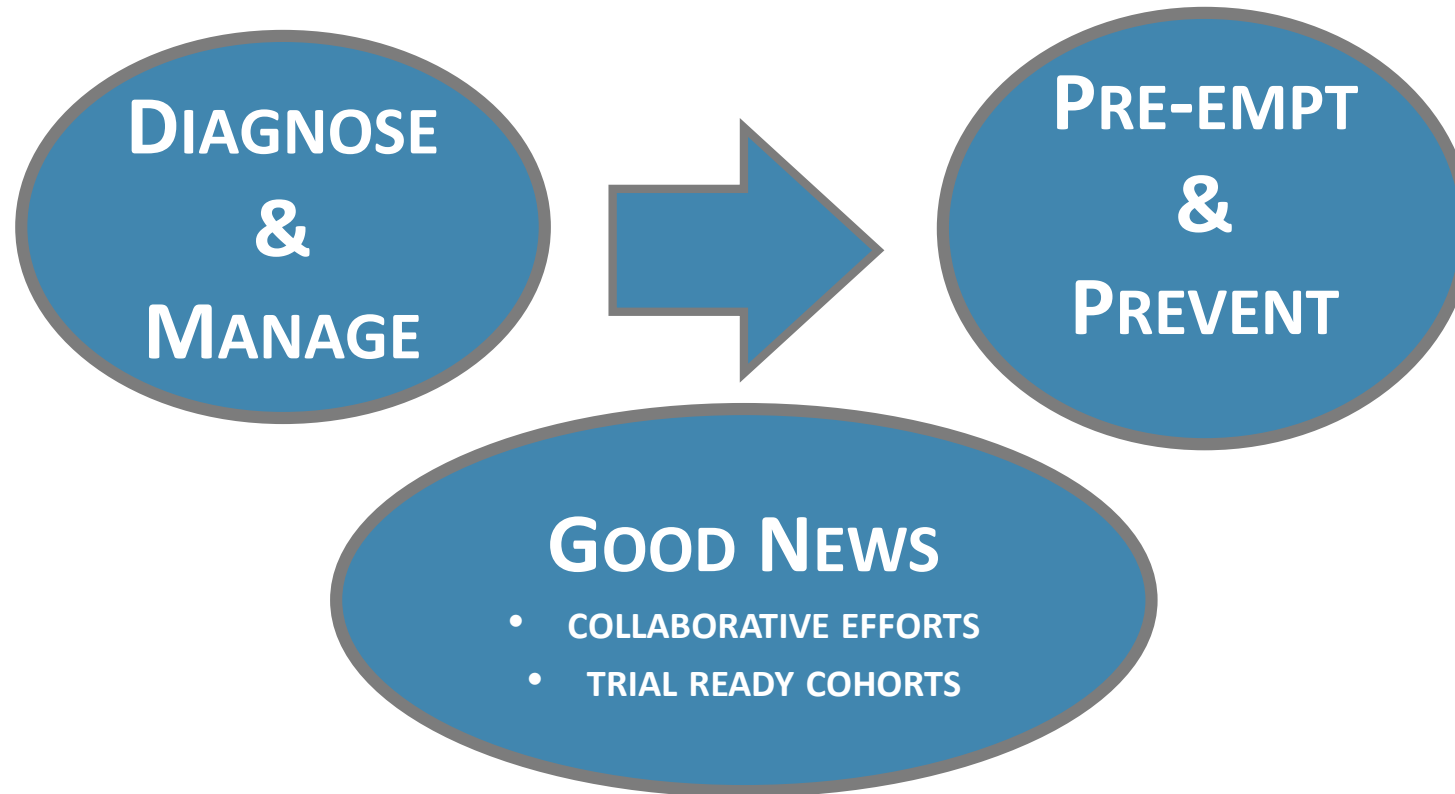 DIAGNOSE
&
MANAGE
PRE-EMPT
&
PREVENT
GOOD NEWS
• COLLABORATIVE EFFORTS
• TRIAL READY COHORTS